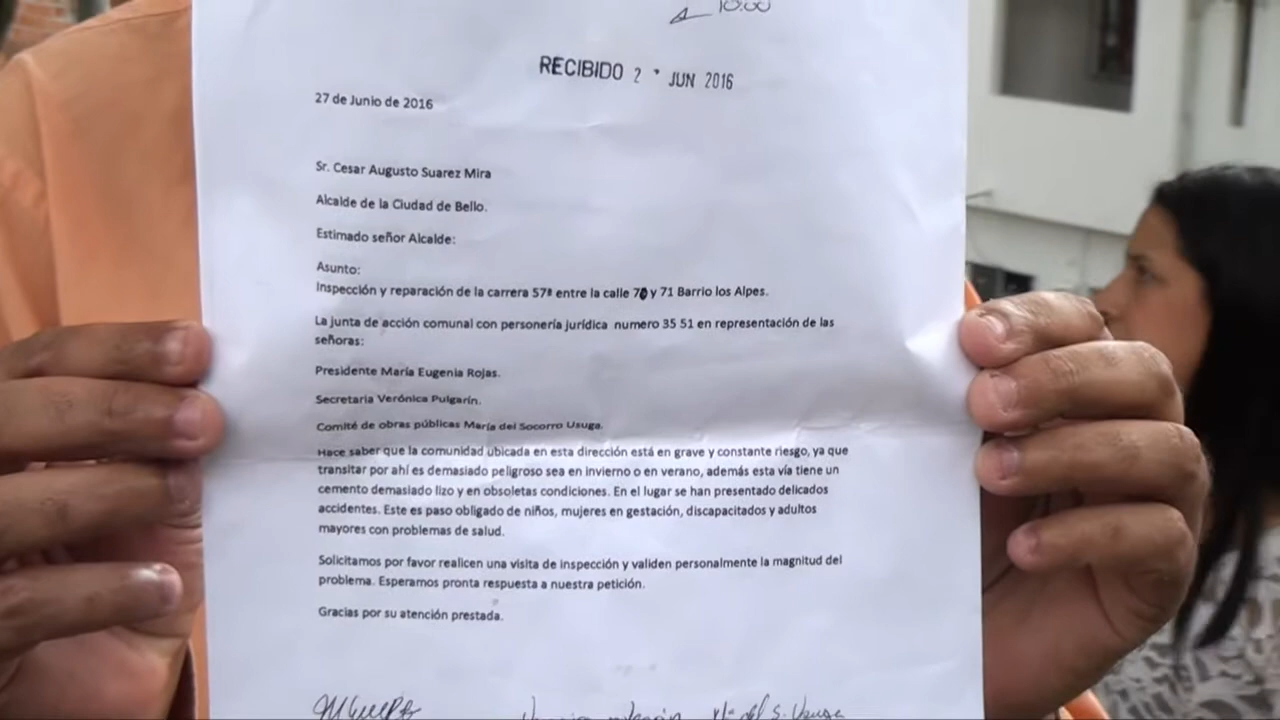 10:00
RECIBIDO 2 JUN 2016
27 de Junio de 2016
Sr. Cesar Augusto Suarez Mira
Alcalde de la Ciudad de Bello.
Estimado señor Alcalde:
Asunto:
Inspección y reparación de la carrera 57ª entre la calle 70 y 71 Barrio los Alpes.
La junta de acción comunal con personería jurídica numero 35 51 en representación de las
señoras:
Presidente María Eugenia Rojas.
Secretaria Verónica Pulgarín.
Comité de obras públicas María del Socorro Usuga.
Hace saber que la comunidad ubicada en esta dirección está en grave y constante riesgo, ya que
transitar por ahí es demasiado peligroso sea en invierno o en verano, además esta vía tiene un
cemento demasiado lizo y en obsoletas condiciones. En el lugar se han presentado delicados
accidentes. Este es paso obligado de niños, mujeres en gestación, discapacitados y adultos
mayores con problemas de salud.
Solicitamos por favor realicen una visita de inspección y validen personalmente la magnitud del
problema. Esperamos pronta respuesta a nuestra petición.
Gracias por su atención prestada.
Mª del S. Usuga